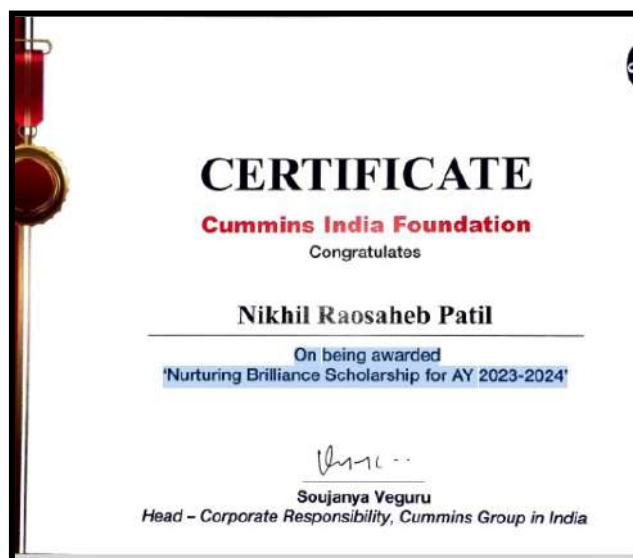 CERTIFICATE
Cummins India Foundation
Congratulates
Nikhil Raosaheb Patil
On being awarded
'Nurturing Brilliance Scholarship for AY 2023-2024'
Soujanya Veguru
Head – Corporate Responsibility, Cummins Group in India